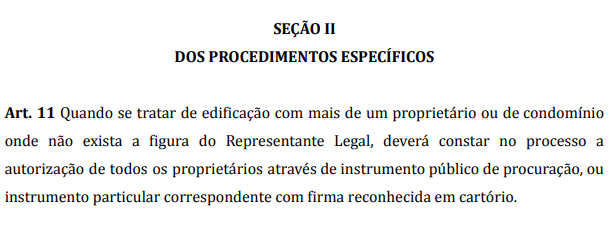 SEÇÃO II
DOS PROCEDIMENTOS ESPECÍFICOS
Art. 11 Quando se tratar de edificação com mais de um proprietário ou de condomínio
onde não exista a figura do Representante Legal, deverá constar no processo a
autorização de todos os proprietários através de instrumento público de procuração, ou
instrumento particular correspondente com firma reconhecida em cartório.